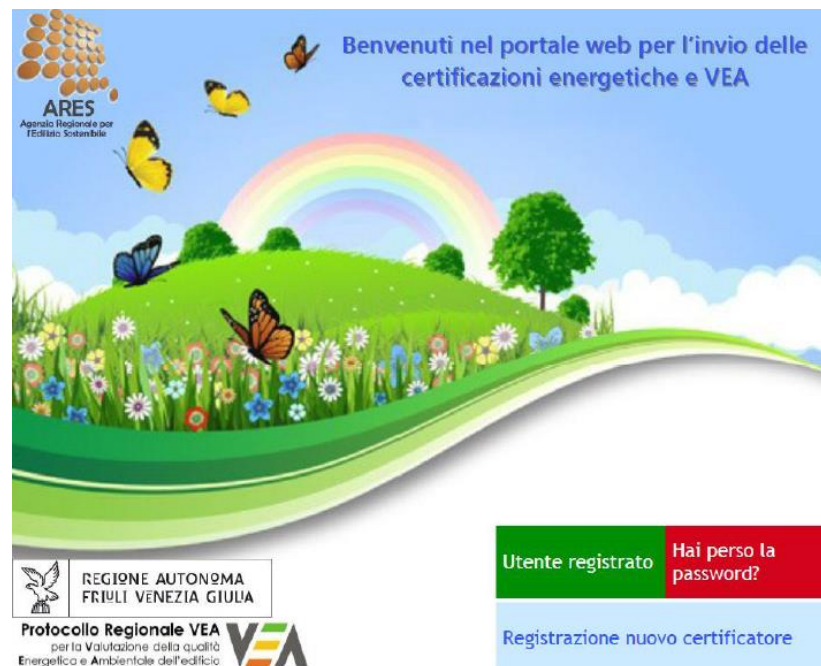 Benvenuti nel portale web per l'invio delle
certificazioni energetiche e VEA
ARES
Agenzia Regionale per
l'Edilizia Sostenibile
Utente registrato
Hai perso la
password?
REGIONE AUTONOMA
FRIULI VENEZIA GIULIA
Protocollo Regionale VEA
per la Valutazione della qualità
Energetica e Ambientale dell'edificio
VEA
Registrazione nuovo certificatore